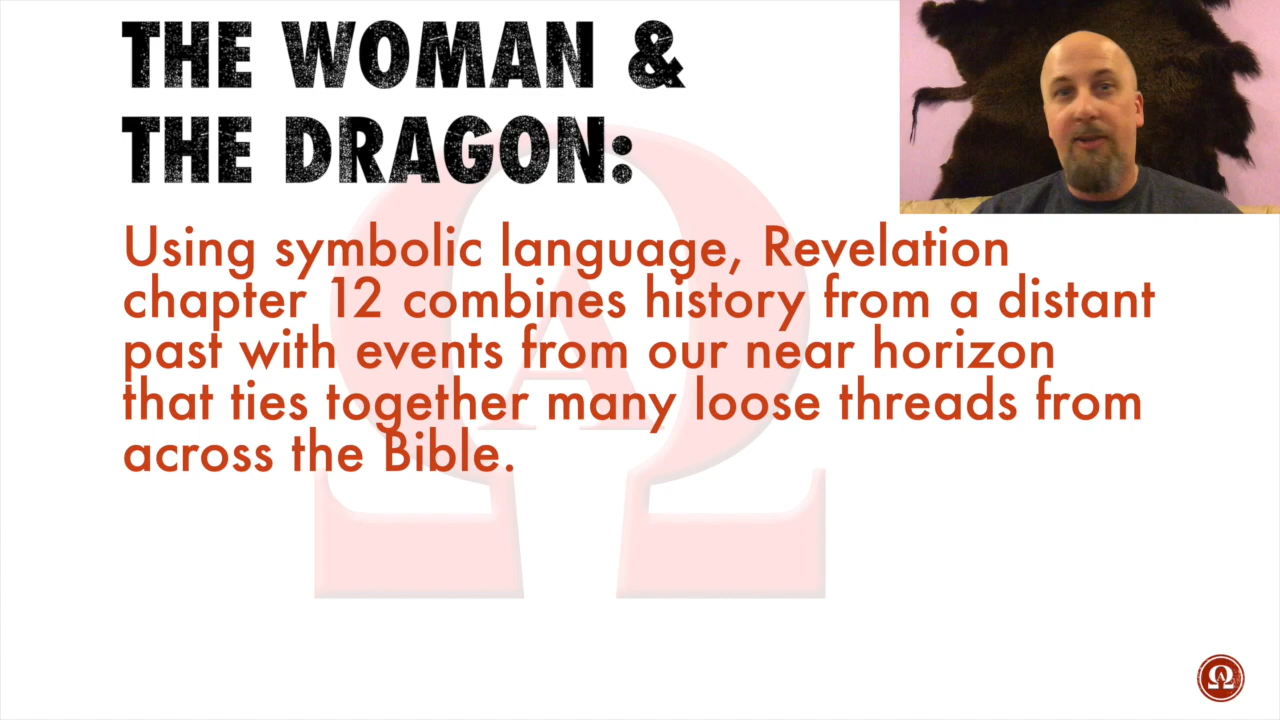 THE WOMAN &
THE DRAGON:
Using symbolic language, Revelation
chapter 12 combines history from a distant
past with events from our near horizon
that ties together many loose threads from
across the Bible.
Ω
A
ΩA